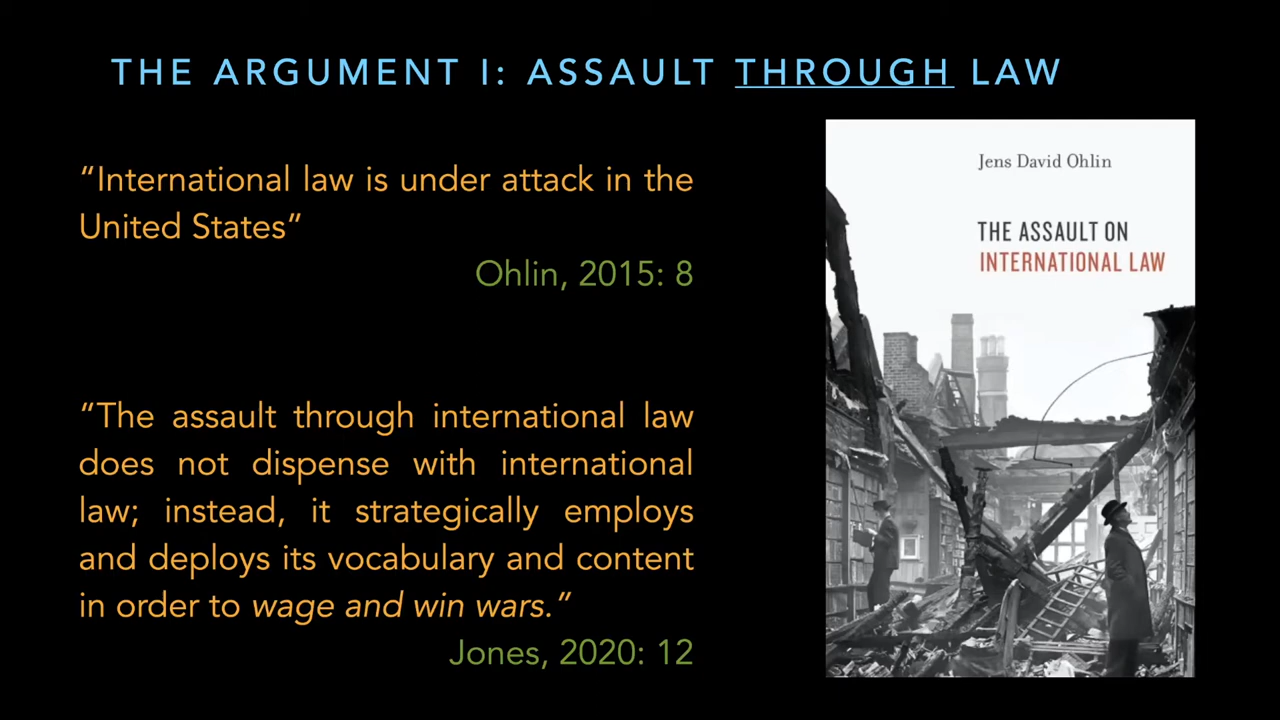 THE ARGUMENT I: ASSAULT THROUGH LAW
“International law is under attack in the
United States”
Ohlin, 2015: 8
“The assault through international law
does not dispense with international
law; instead, it strategically employs
and deploys its vocabulary and content
in order to wage and win wars.”
Jones, 2020: 12
Jens David Ohlin
THE ASSAULT ON
INTERNATIONAL LAW